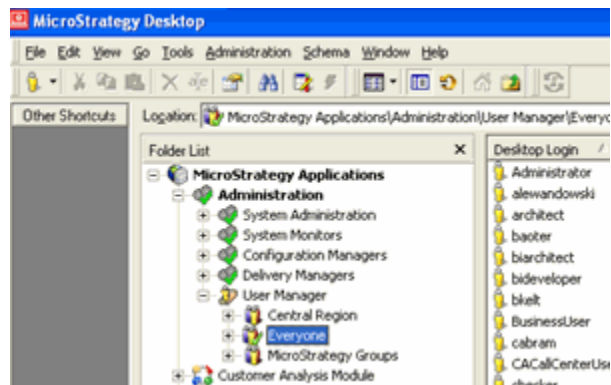 MicroStrategy Desktop
File Edit View Go Tools Administration Schema Window Help
Other Shortcuts
Location: MicroStrategy Applications\Administration\User Manager\Everyo
Folder List
MicroStrategy Applications
Administration
System Administration
System Monitors
Configuration Managers
Delivery Managers
User Manager
Central Region
Everyone
MicroStrategy Groups
Customer Analysis Module
Desktop Login
Administrator
alewandowski
architect
baoter
biarchitect
bideveloper
bkelt
BusinessUser
cabram
CACallCenterUse